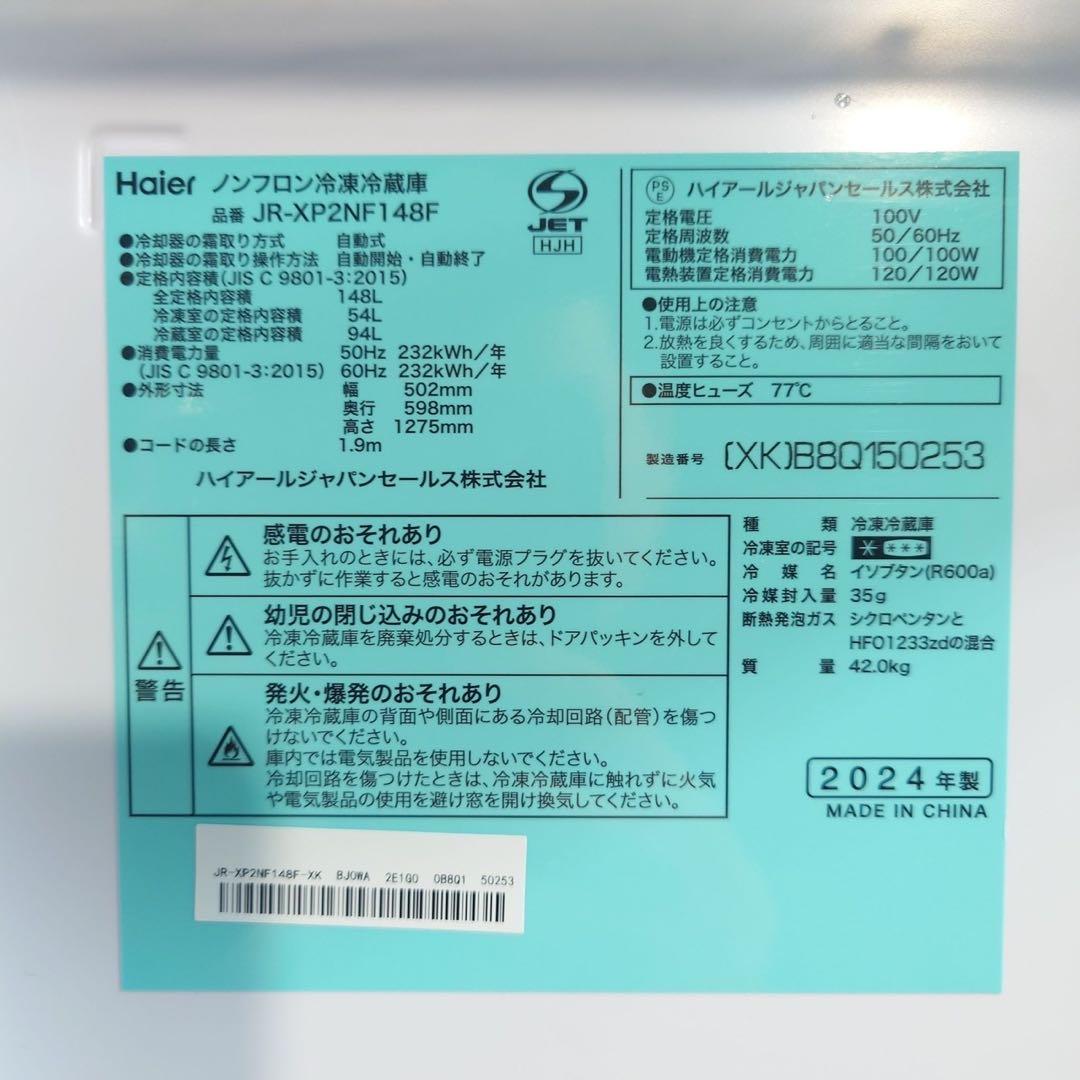 Haier ノンフロン冷凍冷蔵庫
品番 JR-XP2NF148F
●冷却器の霜取り方式 自動式
●冷却器の霜取り操作方法 自動開始・自動終了
●定格内容積(JIS C 9801-3:2015)
全定格内容積 148L
冷凍室の定格内容積 54L
冷蔵室の定格内容積 94L
●消費電力量 50Hz 232kWh/年
(JIS C 9801-3:2015) 60Hz 232kWh/年
●外形寸法 幅 502mm
奥行 598mm
高さ 1275mm
●コードの長さ 1.9m
ハイアールジャパンセールス株式会社
JET
HJH
PSE ハイアールジャパンセールス株式会社
定格電圧 100V
定格周波数 50/60Hz
電動機定格消費電力 100/100W
電熱装置定格消費電力 120/120W
●使用上の注意
1.電源は必ずコンセントからとること。
2.放熱を良くするため、周囲に適当な間隔をおいて
設置すること。
●温度ヒューズ 77℃
製造番号 (XK)B8Q150253
警告
感電のおそれあり
お手入れのときには、必ず電源プラグを抜いてください。
抜かずに作業すると感電のおそれがあります。
幼児の閉じ込みのおそれあり
冷凍冷蔵庫を廃棄処分するときは、ドアパッキンを外して
ください。
発火・爆発のおそれあり
冷凍冷蔵庫の背面や側面にある冷却回路(配管)を傷つ
けないでください。
庫内では電気製品を使用しないでください。
冷却回路を傷つけたときは、冷凍冷蔵庫に触れずに火気
や電気製品の使用を避け窓を開け換気してください。
種類 冷凍冷蔵庫
冷凍室の記号 * ***
冷媒名 イソブタン(R600a)
冷媒封入量 35g
断熱発泡ガス シクロペンタンと
HFO1233zdの混合
質量 42.0kg
2024年製
MADE IN CHINA
JR-XP2NF148F-XK BJ0WA 2E1G0 0B8Q1 50253